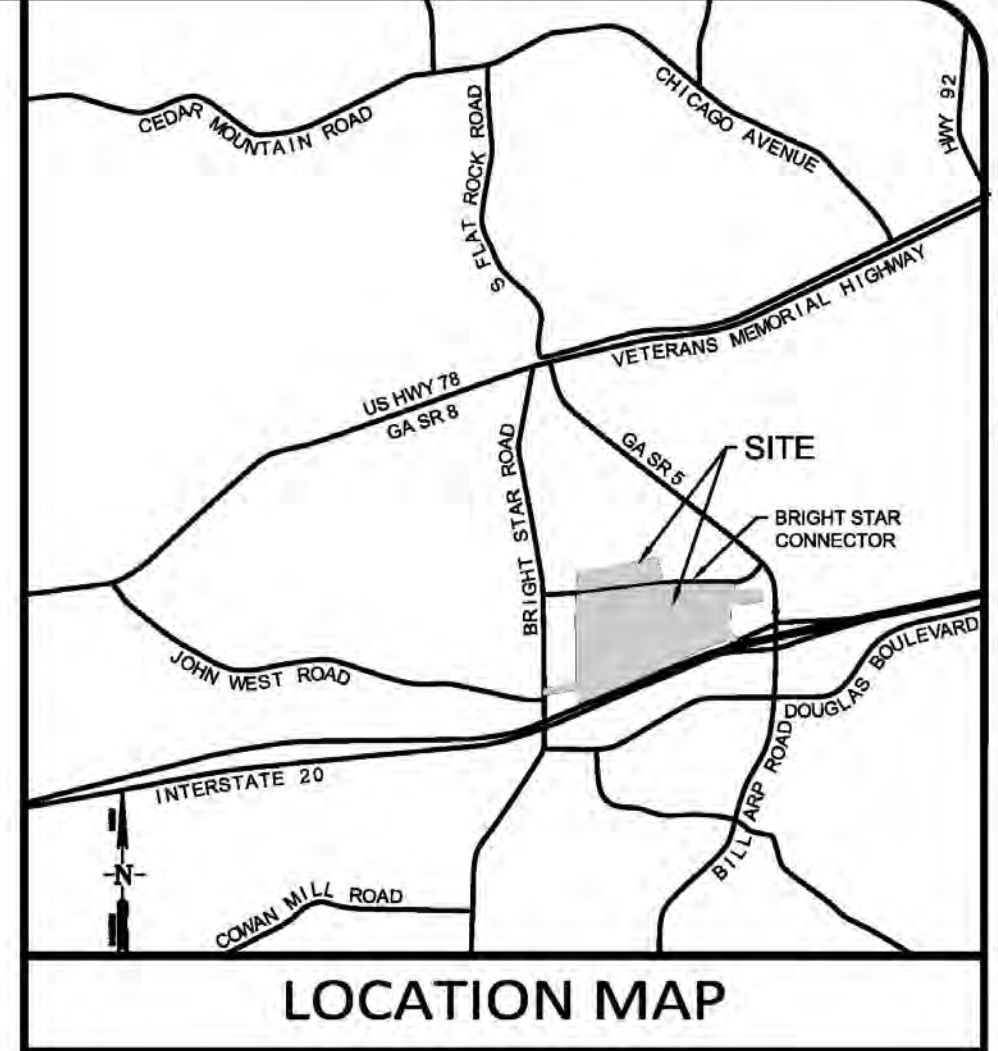 CEDAR MOUNTAIN ROAD
S FLAT ROCK ROAD
CHICAGO AVENUE
HWY 92
VETERANS MEMORIAL HIGHWAY
US HWY 78
GA SR 8
BRIGHT STAR ROAD
GA SR 5
SITE
BRIGHT STAR
CONNECTOR
JOHN WEST ROAD
DOUGLAS BOULEVARD
INTERSTATE 20
BILL ARP ROAD
N
COWAN MILL ROAD
LOCATION MAP